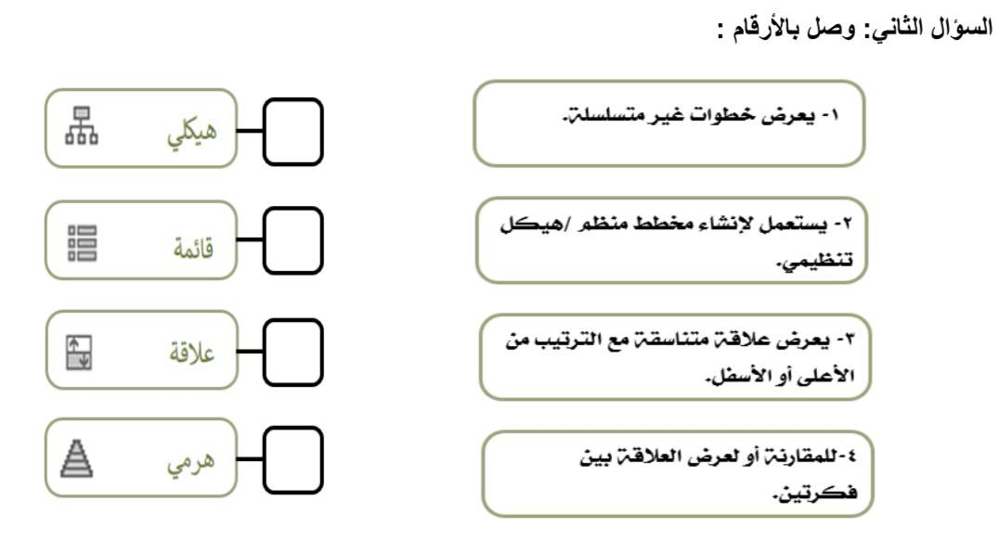 السؤال الثاني: وصل بالأرقام :
١- يعرض خطوات غير متسلسلة.
هيكلي
٢- يستعمل لإنشاء مخطط منظم /هيكل
تنظيمي.
قائمة
٣- يعرض علاقة متناسقة مع الترتيب من
الأعلى أو الأسفل.
علاقة
٤-للمقارنة أو لعرض العلاقة بين
فكرتين.
هرمي